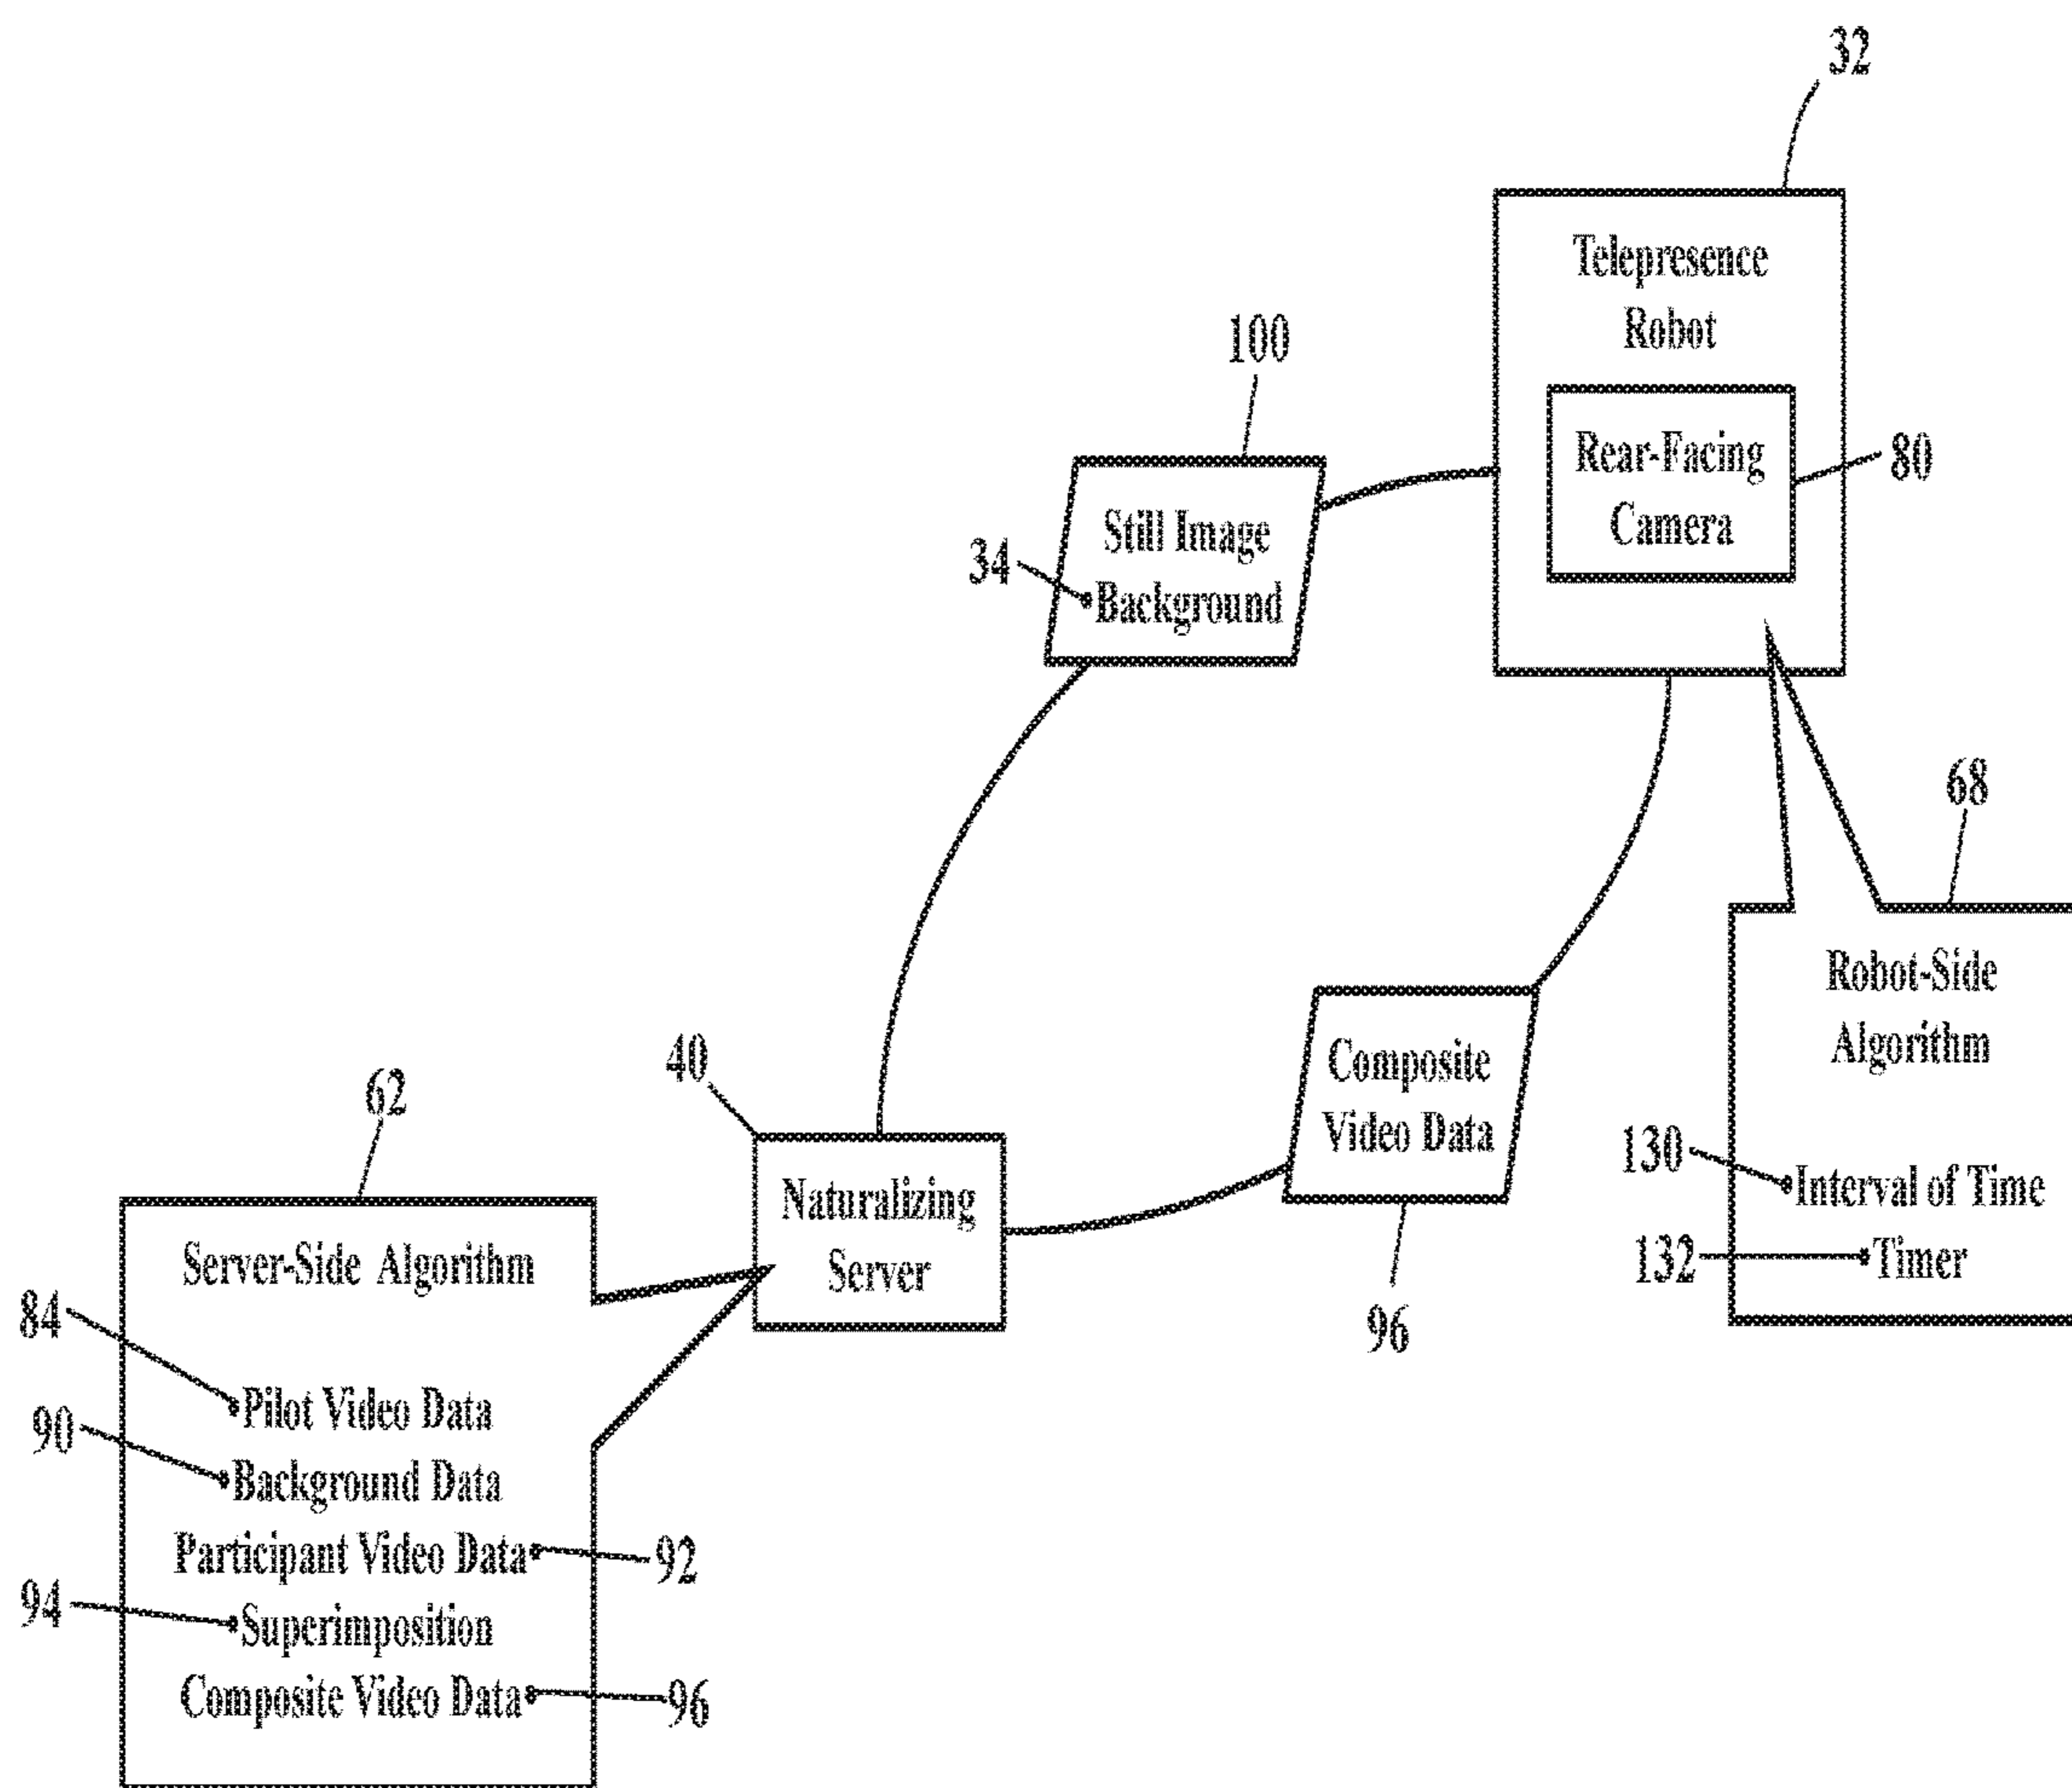 32
Telepresence
Robot
100
Rear-Facing
Camera
80
Still Image
34
Background
68
Robot-Side
Algorithm
40
Composite
Video Data
62
130
Interval of Time
Naturalizing
Server
132
Timer
Server-Side Algorithm
84
96
Pilot Video Data
90
Background Data
Participant Video Data
92
94
Superimposition
Composite Video Data
96